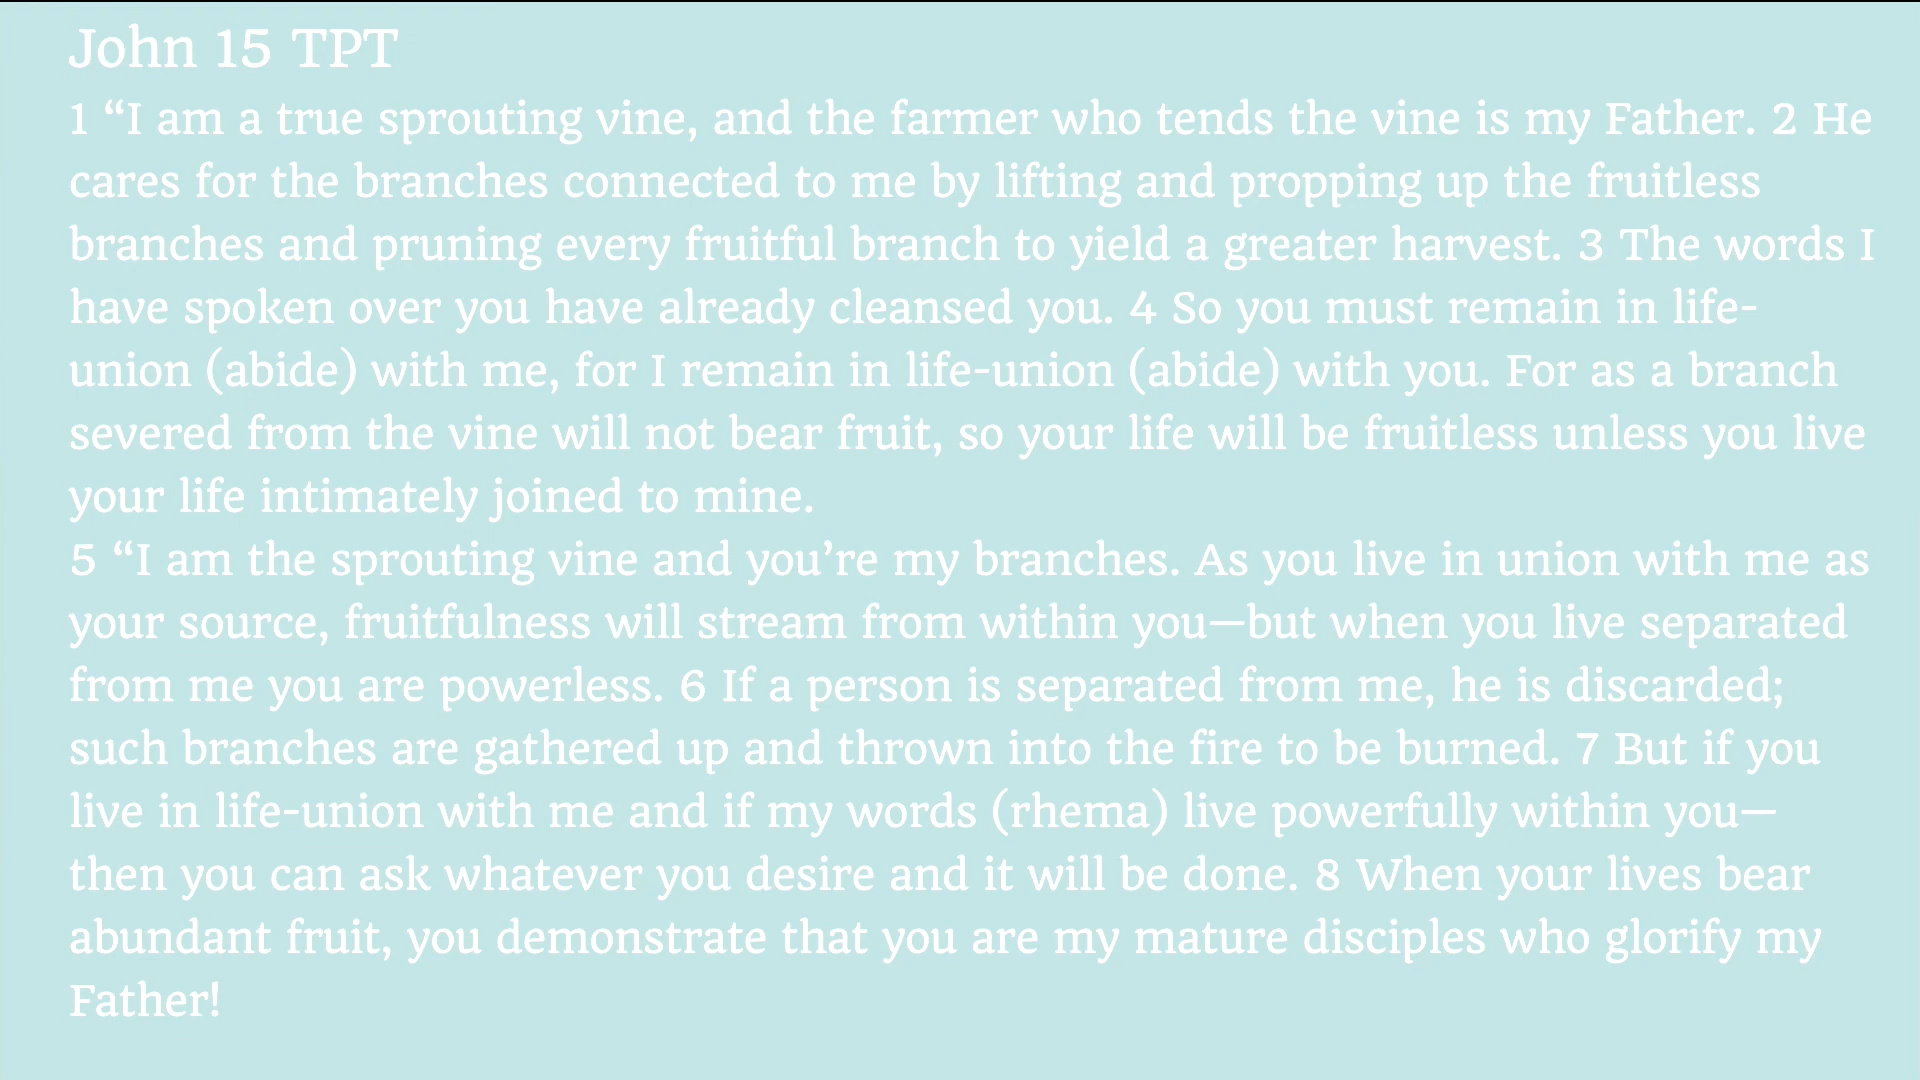 John 15 TPT
1 “I am a true sprouting vine, and the farmer who tends the vine is my Father. 2 He
cares for the branches connected to me by lifting and propping up the fruitless
branches and pruning every fruitful branch to yield a greater harvest. 3 The words I
have spoken over you have already cleansed you. 4 So you must remain in life-
union (abide) with me, for I remain in life-union (abide) with you. For as a branch
severed from the vine will not bear fruit, so your life will be fruitless unless you live
your life intimately joined to mine.
5 “I am the sprouting vine and you’re my branches. As you live in union with me as
your source, fruitfulness will stream from within you—but when you live separated
from me you are powerless. 6 If a person is separated from me, he is discarded;
such branches are gathered up and thrown into the fire to be burned. 7 But if you
live in life-union with me and if my words (rhema) live powerfully within you—
then you can ask whatever you desire and it will be done. 8 When your lives bear
abundant fruit, you demonstrate that you are my mature disciples who glorify my
Father!